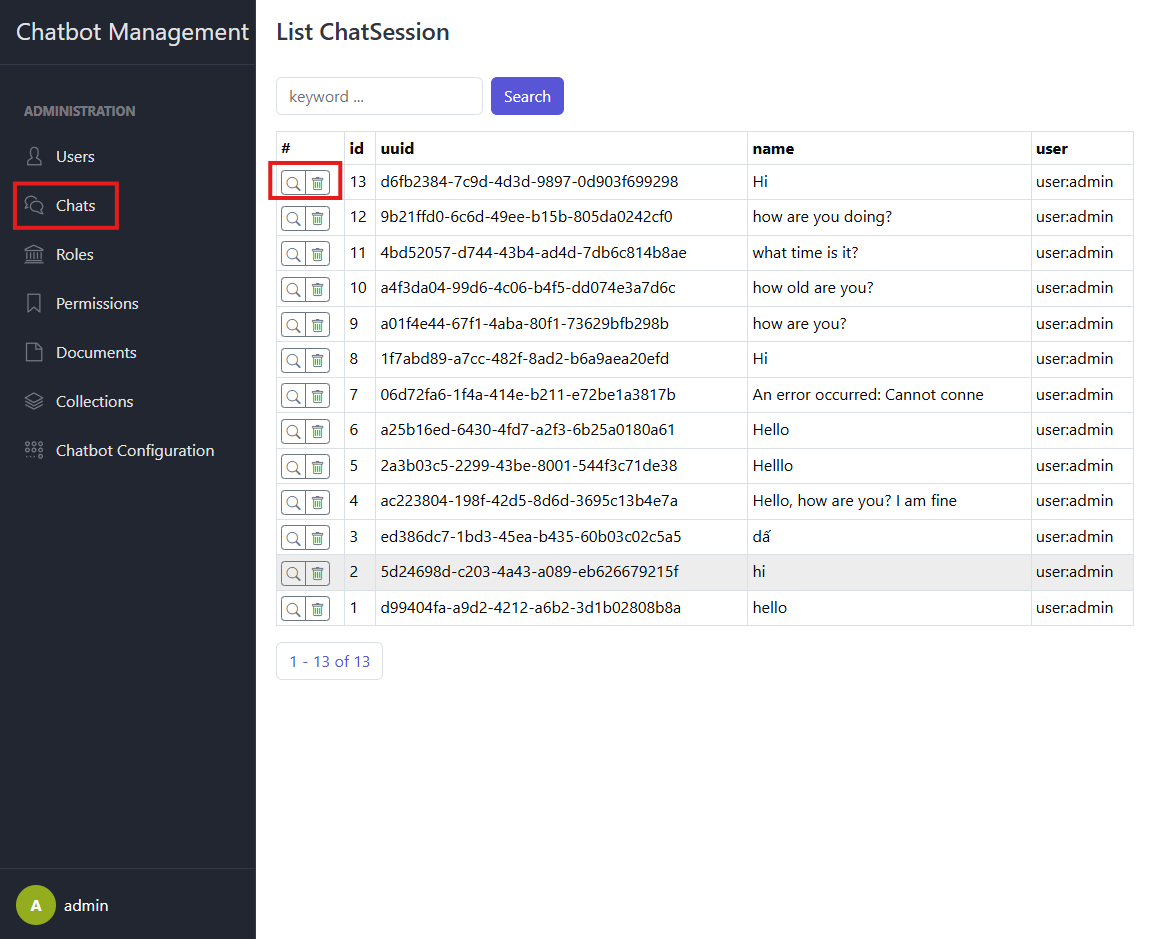 Chatbot Management
ADMINISTRATION
Users
Chats
Roles
Permissions
Documents
Collections
Chatbot Configuration
A admin
List ChatSession
keyword ... Search
# id uuid name user
13 d6fb2384-7c9d-4d3d-9897-0d903f699298 Hi user:admin
12 9b21ffd0-6c6d-49ee-b15b-805da0242cf0 how are you doing? user:admin
11 4bd52057-d744-43b4-ad4d-7db6c814b8ae what time is it? user:admin
10 a4f3da04-99d6-4c06-b4f5-dd074e3a7d6c how old are you? user:admin
9 a01f4e44-67f1-4aba-80f1-73629bfb298b how are you? user:admin
8 1f7abd89-a7cc-482f-8ad2-b6a9aea20efd Hi user:admin
7 06d72fa6-1f4a-414e-b211-e72be1a3817b An error occurred: Cannot conne user:admin
6 a25b16ed-6430-4fd7-a2f3-6b25a0180a61 Hello user:admin
5 2a3b03c5-2299-43be-8001-544f3c71de38 Helllo user:admin
4 ac223804-198f-42d5-8d6d-3695c13b4e7a Hello, how are you? I am fine user:admin
3 ed386dc7-1bd3-45ea-b435-60b03c02c5a5 dấ user:admin
2 5d24698d-c203-4a43-a089-eb626679215f hi user:admin
1 d99404fa-a9d2-4212-a6b2-3d1b02808b8a hello user:admin
1 - 13 of 13